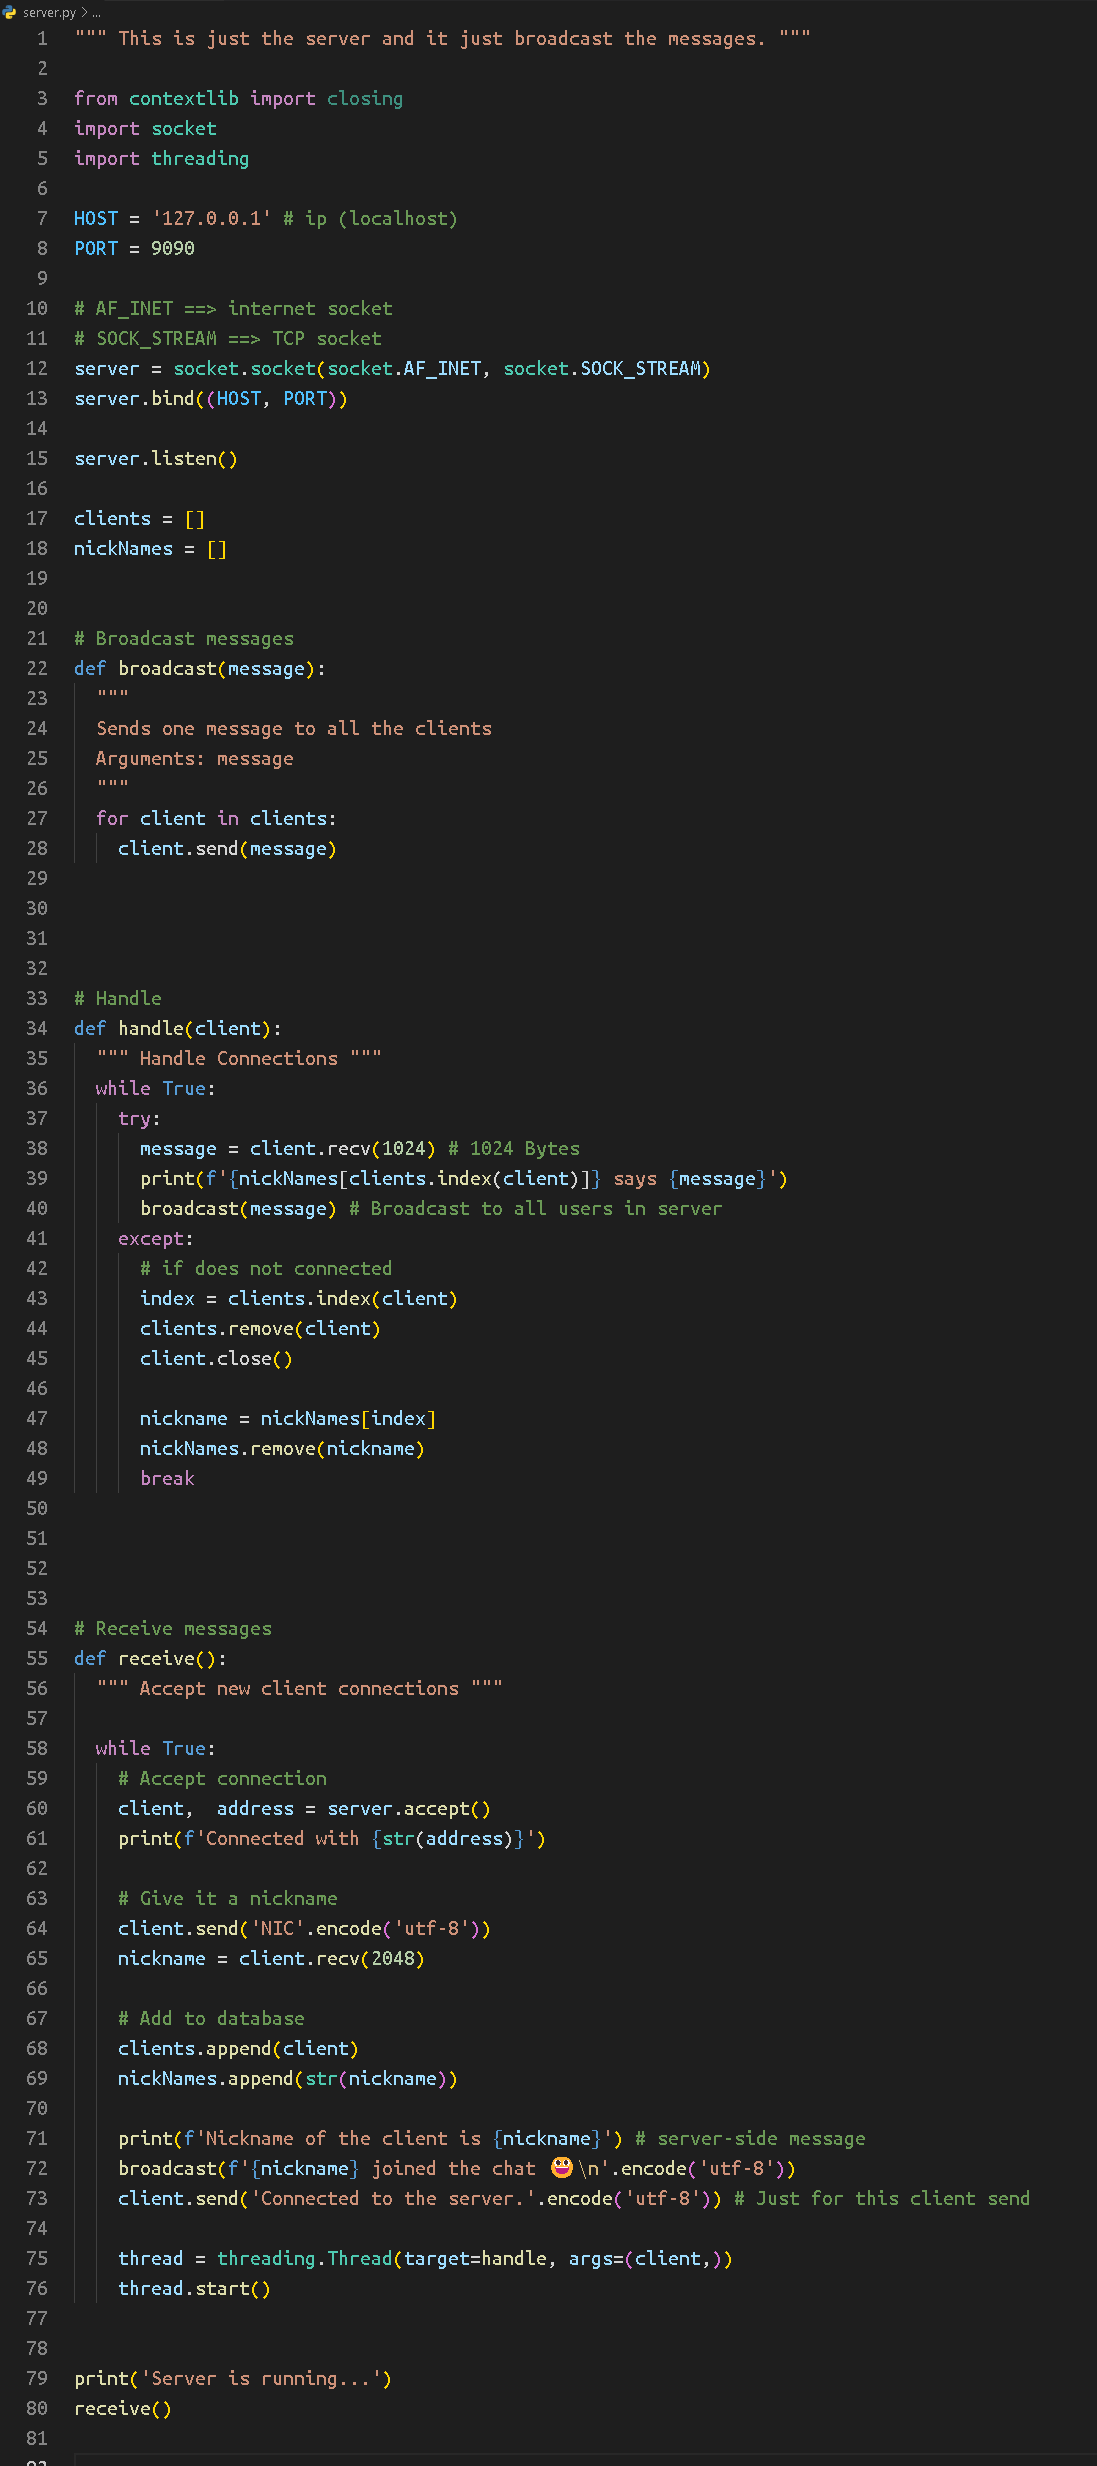 server.py > ...
1 """ This is just the server and it just broadcast the messages. """
2
3 from contextlib import closing
4 import socket
5 import threading
6
7 HOST = '127.0.0.1' # ip (localhost)
8 PORT = 9090
9
10 # AF_INET ==> internet socket
11 # SOCK_STREAM ==> TCP socket
12 server = socket.socket(socket.AF_INET, socket.SOCK_STREAM)
13 server.bind((HOST, PORT))
14
15 server.listen()
16
17 clients = []
18 nickNames = []
19
20
21 # Broadcast messages
22 def broadcast(message):
23   """
24   Sends one message to all the clients
25   Arguments: message
26   """
27   for client in clients:
28     client.send(message)
29
30
31
32
33 # Handle
34 def handle(client):
35   """ Handle Connections """
36   while True:
37     try:
38       message = client.recv(1024) # 1024 Bytes
39       print(f'{nickNames[clients.index(client)]} says {message}')
40       broadcast(message) # Broadcast to all users in server
41     except:
42       # if does not connected
43       index = clients.index(client)
44       clients.remove(client)
45       client.close()
46
47       nickname = nickNames[index]
48       nickNames.remove(nickname)
49       break
50
51
52
53
54 # Receive messages
55 def receive():
56   """ Accept new client connections """
57
58   while True:
59     # Accept connection
60     client,  address = server.accept()
61     print(f'Connected with {str(address)}')
62
63     # Give it a nickname
64     client.send('NIC'.encode('utf-8'))
65     nickname = client.recv(2048)
66
67     # Add to database
68     clients.append(client)
69     nickNames.append(str(nickname))
70
71     print(f'Nickname of the client is {nickname}') # server-side message
72     broadcast(f'{nickname} joined the chat 😃\n'.encode('utf-8'))
73     client.send('Connected to the server.'.encode('utf-8')) # Just for this client send
74
75     thread = threading.Thread(target=handle, args=(client,))
76     thread.start()
77
78
79 print('Server is running...')
80 receive()
81